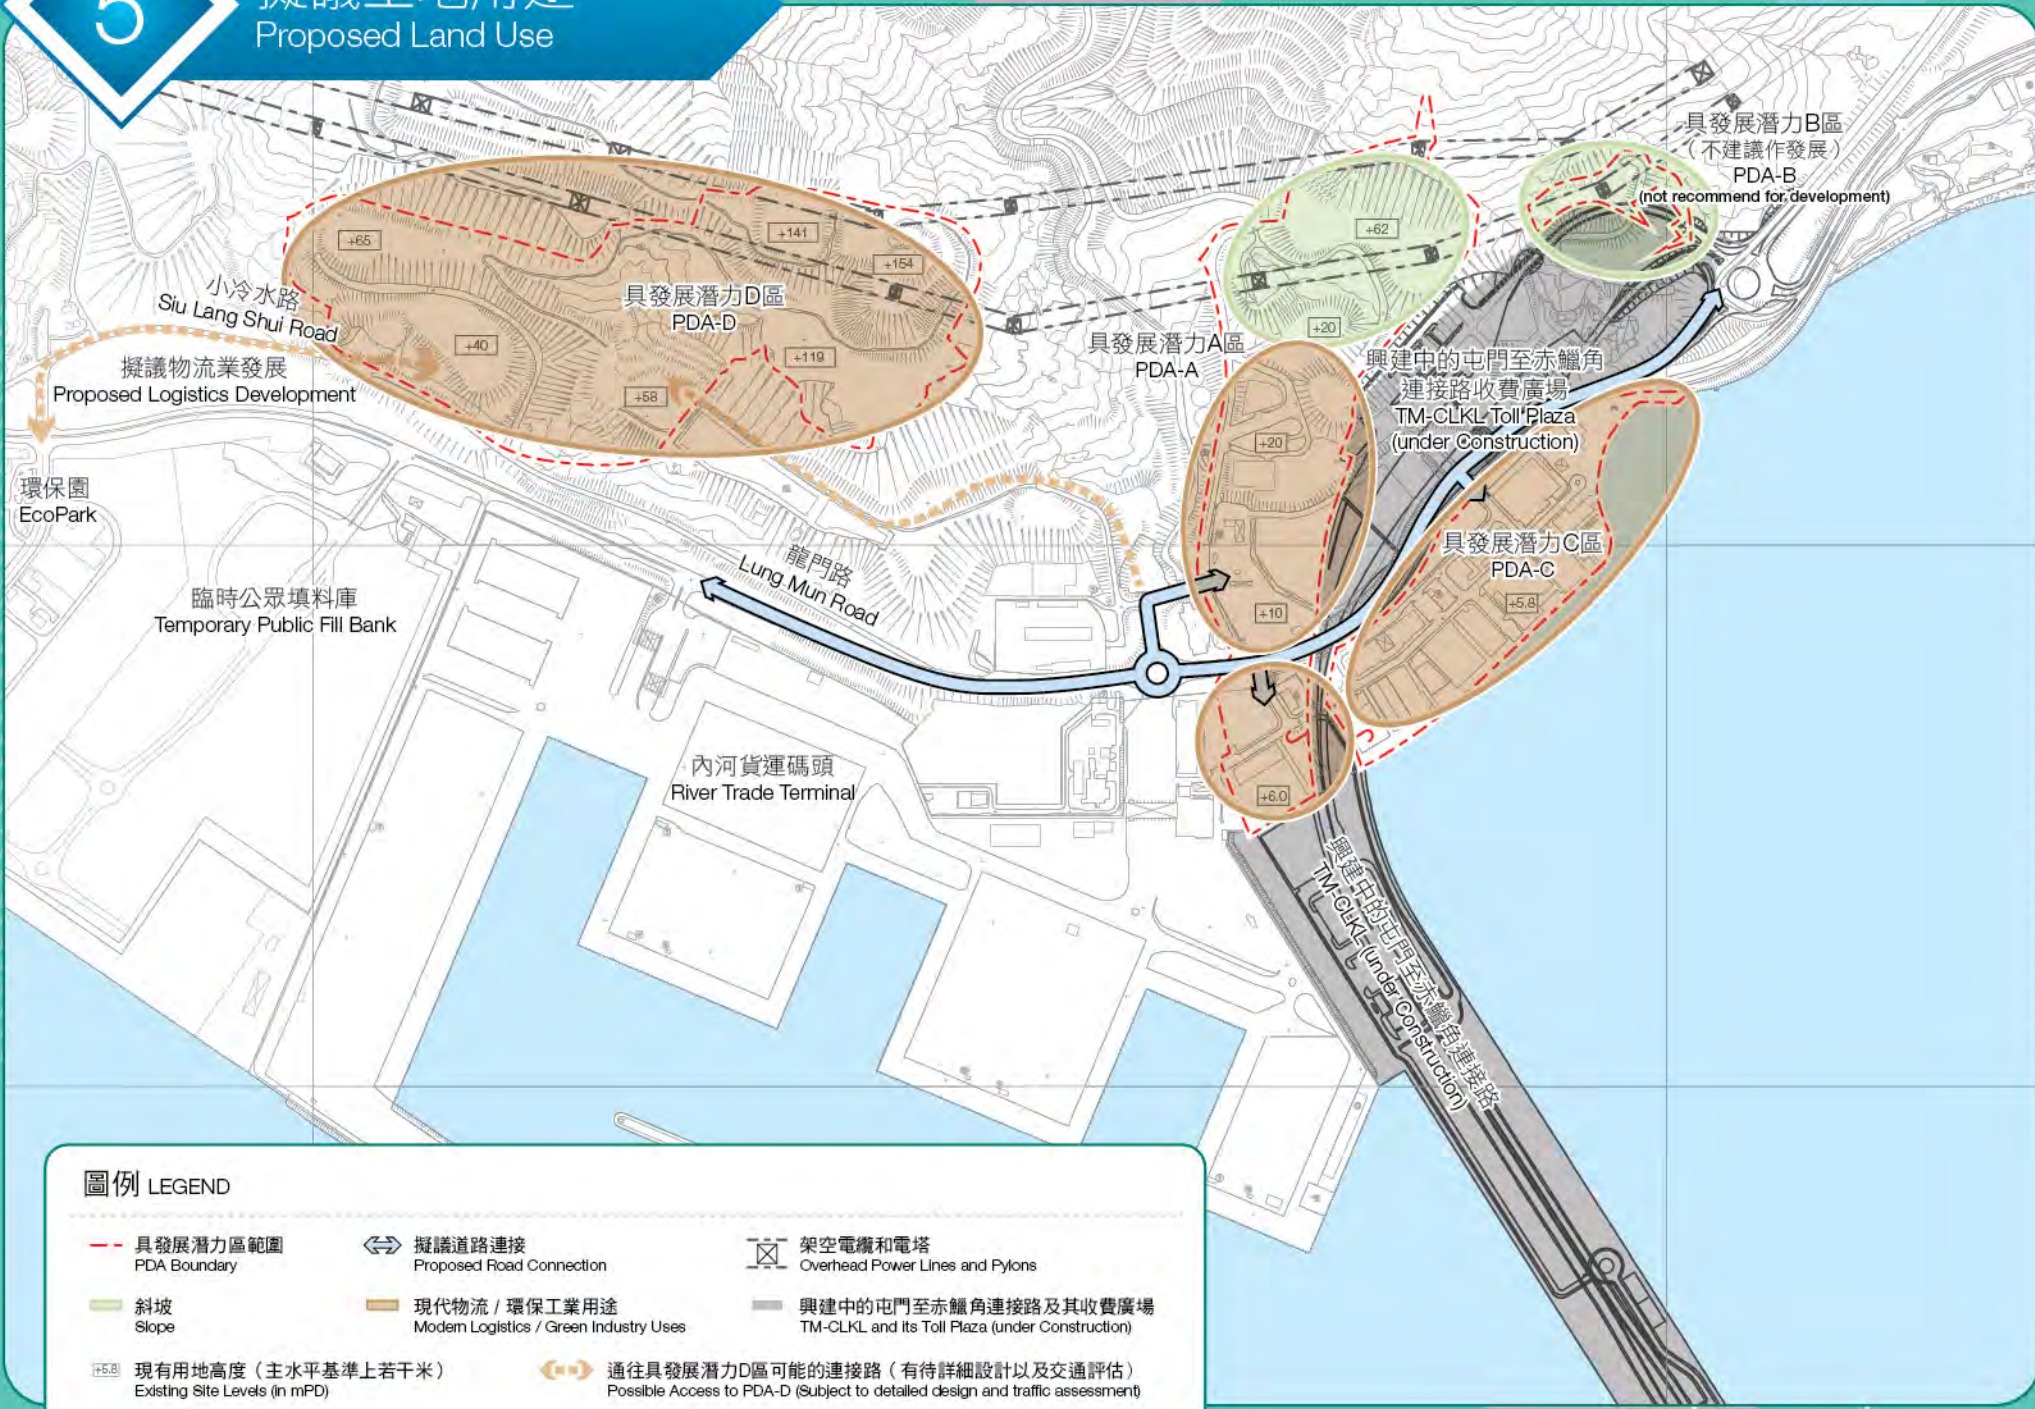 5
擬議土地用途
Proposed Land Use
具發展潛力B區
（不建議作發展）
PDA-B
(not recommend for development)
+62
+65
+141
+154
小冷水路
Siu Lang Shui Road
具發展潛力D區
PDA-D
+20
+40
+119
+58
具發展潛力A區
PDA-A
擬議物流業發展
Proposed Logistics Development
興建中的屯門至赤鱲角
連接路收費廣場
TM-CLKL Toll Plaza
(under Construction)
+20
環保園
EcoPark
具發展潛力C區
PDA-C
+5.8
龍門路
Lung Mun Road
+10
臨時公眾填料庫
Temporary Public Fill Bank
內河貨運碼頭
River Trade Terminal
+6.0
興建中的屯門至赤鱲角連接路
TM-CLKL (under Construction)
圖例 LEGEND
具發展潛力區範圍
PDA Boundary
擬議道路連接
Proposed Road Connection
架空電纜和電塔
Overhead Power Lines and Pylons
斜坡
Slope
現代物流 / 環保工業用途
Modern Logistics / Green Industry Uses
興建中的屯門至赤鱲角連接路及其收費廣場
TM-CLKL and its Toll Plaza (under Construction)
+5.8
現有用地高度（主水平基準上若干米）
Existing Site Levels (in mPD)
通往具發展潛力D區可能的連接路（有待詳細設計以及交通評估）
Possible Access to PDA-D (Subject to detailed design and traffic assessment)